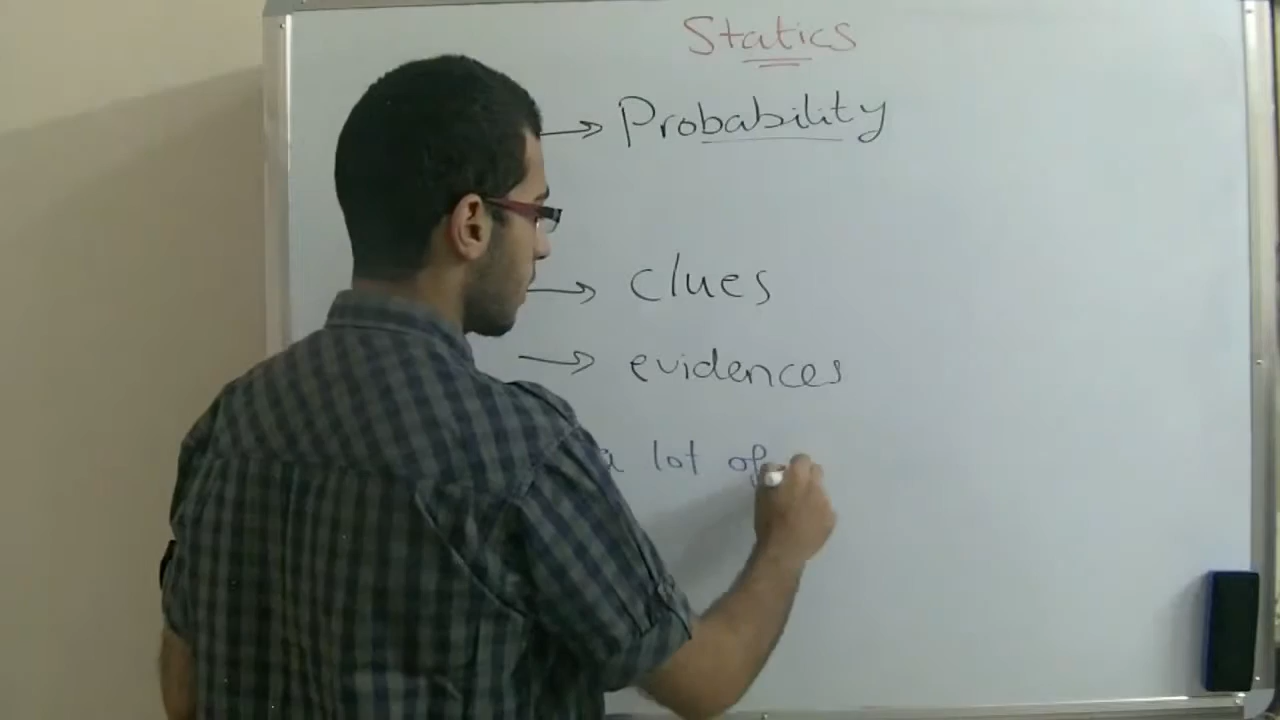 Statics
Probability
clues
evidences
a lot of